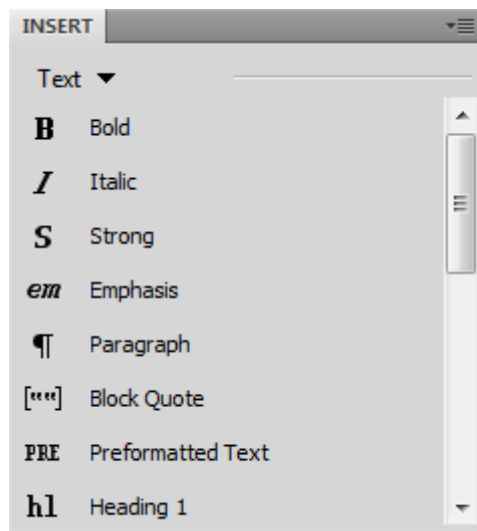 INSERT
Text
B Bold
I Italic
S Strong
em Emphasis
¶ Paragraph
[""] Block Quote
PRE Preformatted Text
h1 Heading 1